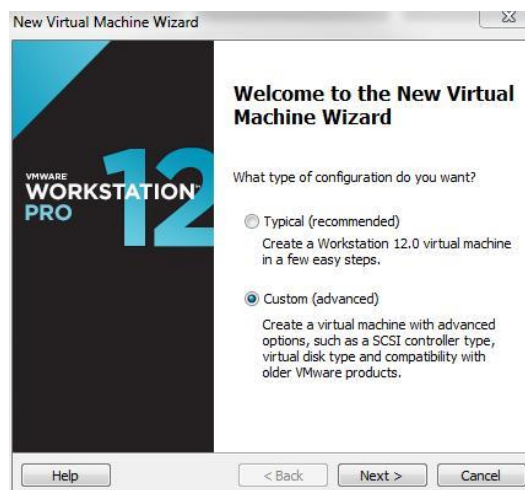 New Virtual Machine Wizard
VMWARE
WORKSTATION™
PRO
12
Welcome to the New Virtual
Machine Wizard
What type of configuration do you want?
Typical (recommended)
Create a Workstation 12.0 virtual machine
in a few easy steps.
Custom (advanced)
Create a virtual machine with advanced
options, such as a SCSI controller type,
virtual disk type and compatibility with
older VMware products.
Help
< Back
Next >
Cancel